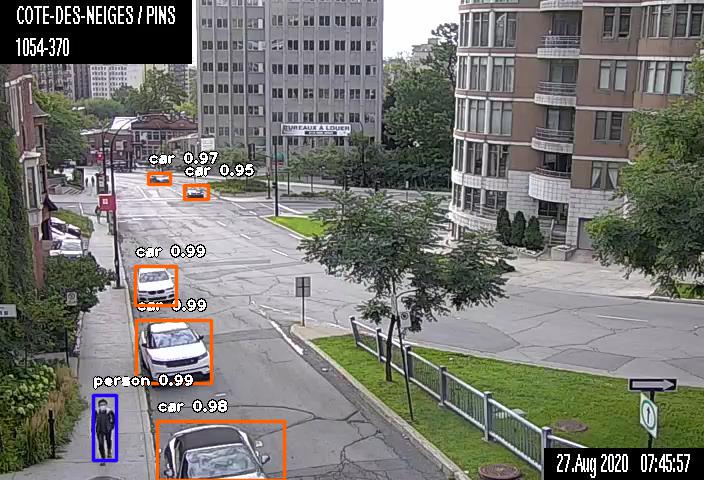 COTE-DES-NEIGES / PINS
1054-370
car 0.97
car 0.95
BUREAUX À LOUER
car 0.99
car 0.99
person 0.99
car 0.98
27.Aug 2020 07:45:57